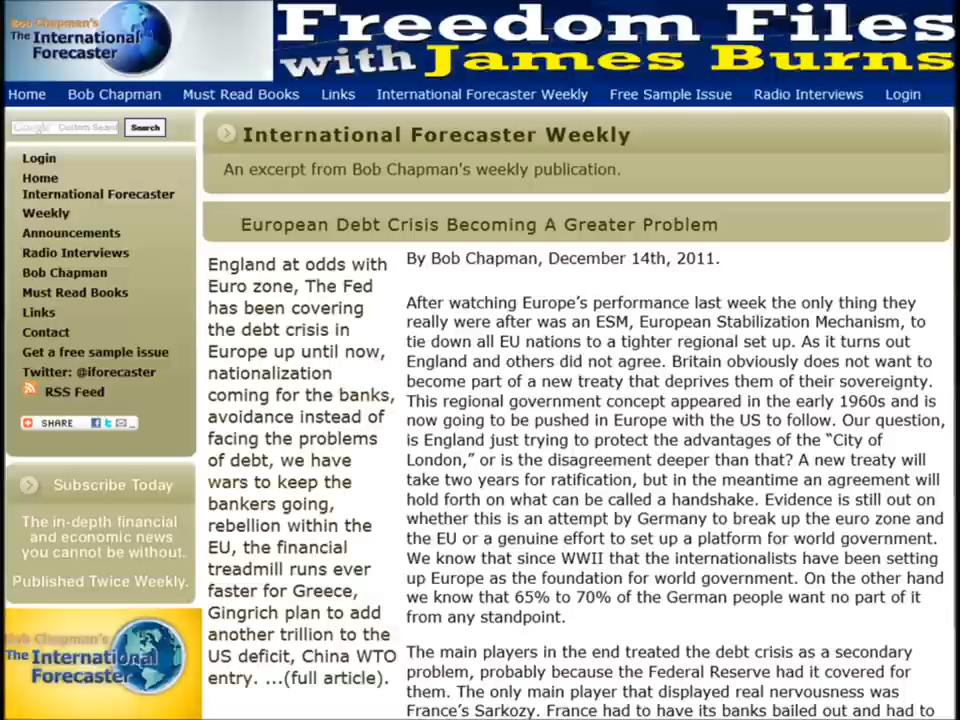 Bob Chapman's
The International
Forecaster
Freedom Files
with James Burns
Home Bob Chapman Must Read Books Links International Forecaster Weekly Free Sample Issue Radio Interviews Login
Google Custom Search
Search
Login
Home
International Forecaster
Weekly
Announcements
Radio Interviews
Bob Chapman
Must Read Books
Links
Contact
Get a free sample issue
Twitter: @iforecaster
RSS Feed
SHARE
Subscribe Today
The in-depth financial
and economic news
you cannot be without.
Published Twice Weekly.
Bob Chapman's
The International
Forecaster
International Forecaster Weekly
An excerpt from Bob Chapman's weekly publication.
European Debt Crisis Becoming A Greater Problem
England at odds with
Euro zone, The Fed
has been covering
the debt crisis in
Europe up until now,
nationalization
coming for the banks,
avoidance instead of
facing the problems
of debt, we have
wars to keep the
bankers going,
rebellion within the
EU, the financial
treadmill runs ever
faster for Greece,
Gingrich plan to add
another trillion to the
US deficit, China WTO
entry. ...(full article).
By Bob Chapman, December 14th, 2011.
After watching Europe’s performance last week the only thing they
really were after was an ESM, European Stabilization Mechanism, to
tie down all EU nations to a tighter regional set up. As it turns out
England and others did not agree. Britain obviously does not want to
become part of a new treaty that deprives them of their sovereignty.
This regional government concept appeared in the early 1960s and is
now going to be pushed in Europe with the US to follow. Our question,
is England just trying to protect the advantages of the “City of
London,” or is the disagreement deeper than that? A new treaty will
take two years for ratification, but in the meantime an agreement will
hold forth on what can be called a handshake. Evidence is still out on
whether this is an attempt by Germany to break up the euro zone and
the EU or a genuine effort to set up a platform for world government.
We know that since WWII that the internationalists have been setting
up Europe as the foundation for world government. On the other hand
we know that 65% to 70% of the German people want no part of it
from any standpoint.
The main players in the end treated the debt crisis as a secondary
problem, probably because the Federal Reserve had it covered for
them. The only main player that displayed real nervousness was
France’s Sarkozy. France had to have its banks bailed out and had to